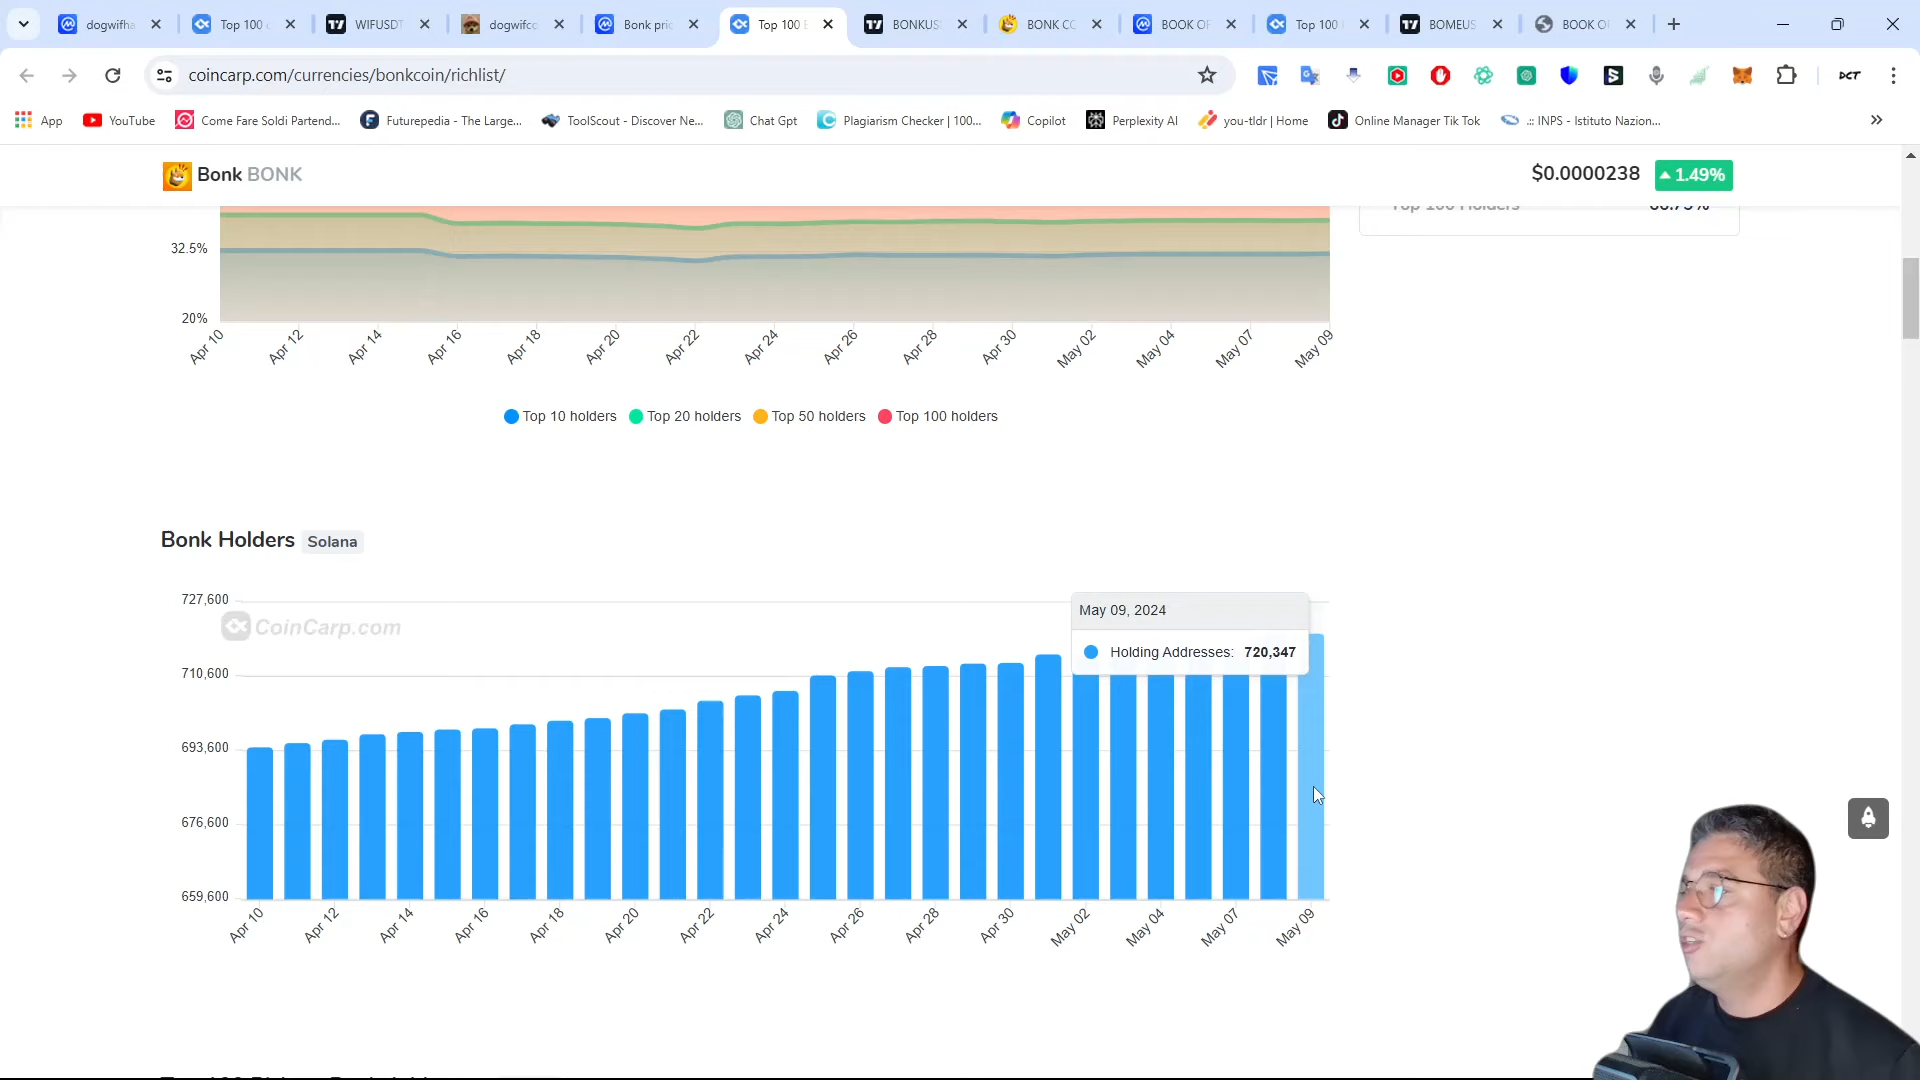 dogwifha
Top 100
WIFUSDT
dogwifco
Bonk pric
Top 100
BONKUS
BONK CO
BOOK OF
Top 100
BOMEUS
BOOK OF
coincarp.com/currencies/bonkcoin/richlist/
App
YouTube
Come Fare Soldi Partend...
Futurepedia - The Large...
ToolScout - Discover Ne...
Chat Gpt
Plagiarism Checker | 100...
Copilot
Perplexity AI
you-tldr | Home
Online Manager Tik Tok
.:: INPS - Istituto Nazion...
Bonk BONK
$0.0000238
1.49%
Top 100 Holders
32.5%
20%
Apr 10
Apr 12
Apr 14
Apr 16
Apr 18
Apr 20
Apr 22
Apr 24
Apr 26
Apr 28
Apr 30
May 02
May 04
May 07
May 09
Top 10 holders
Top 20 holders
Top 50 holders
Top 100 holders
Bonk Holders Solana
727,600
CoinCarp.com
May 09, 2024
Holding Addresses: 720,347
710,600
693,600
676,600
659,600
Apr 10
Apr 12
Apr 14
Apr 16
Apr 18
Apr 20
Apr 22
Apr 24
Apr 26
Apr 28
Apr 30
May 02
May 04
May 07
May 09